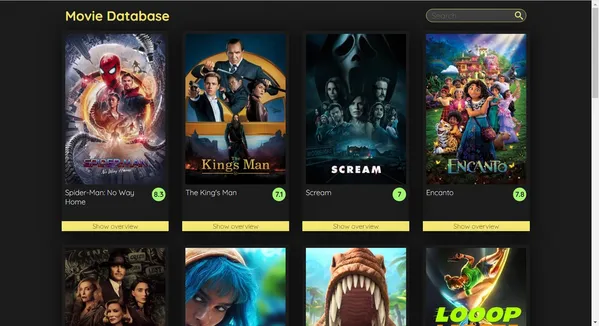 Movie Database
Search
SPIDER-MAN
NO WAY HOME
The
King's Man
SCREAM
ENCANTO
Spider-Man: No Way
Home
8.3
The King's Man
7.1
Scream
7
Encanto
7.8
Show overview
Show overview
Show overview
Show overview
LOOOP